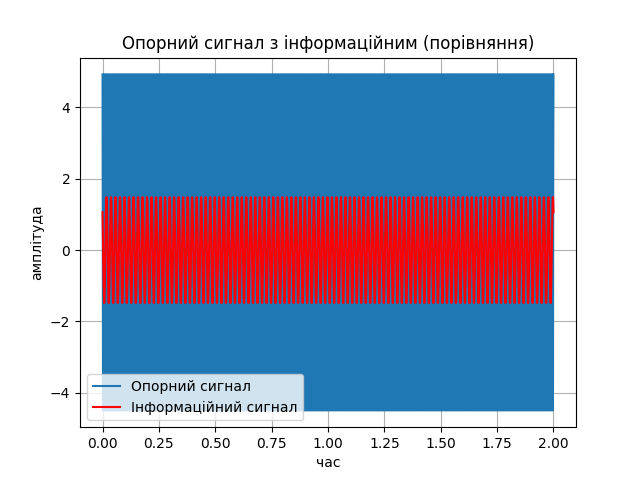 Опорний сигнал з інформаційним (порівняння)
амплітуда
4
2
0
−2
−4
Опорний сигнал
Інформаційний сигнал
0.00 0.25 0.50 0.75 1.00 1.25 1.50 1.75 2.00
час